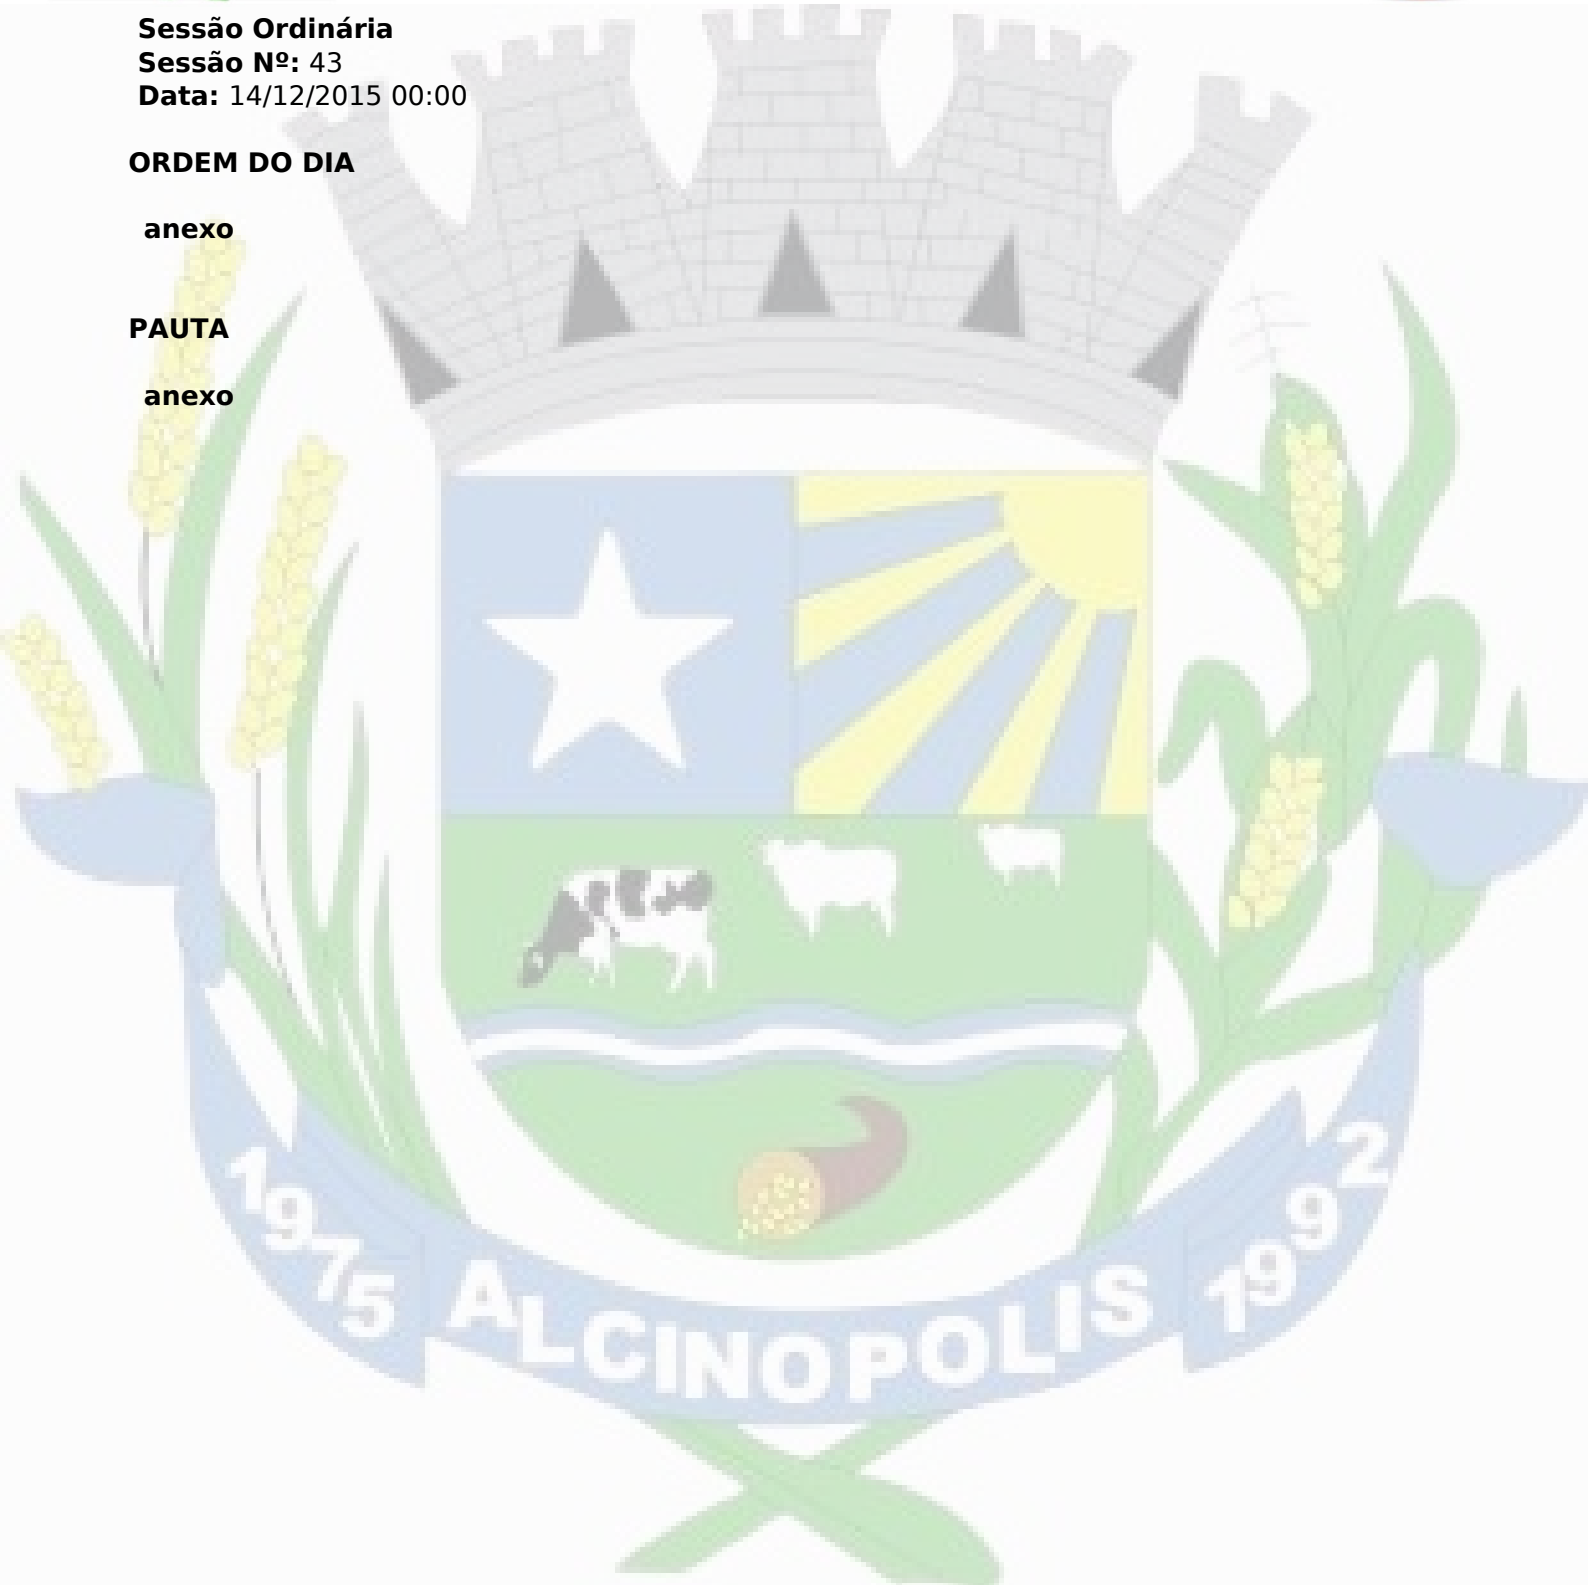 Sessão Ordinária
Sessão Nº: 43
Data: 14/12/2015 00:00
ORDEM DO DIA
anexo
PAUTA
anexo
1975 ALCINOPOLIS 1992